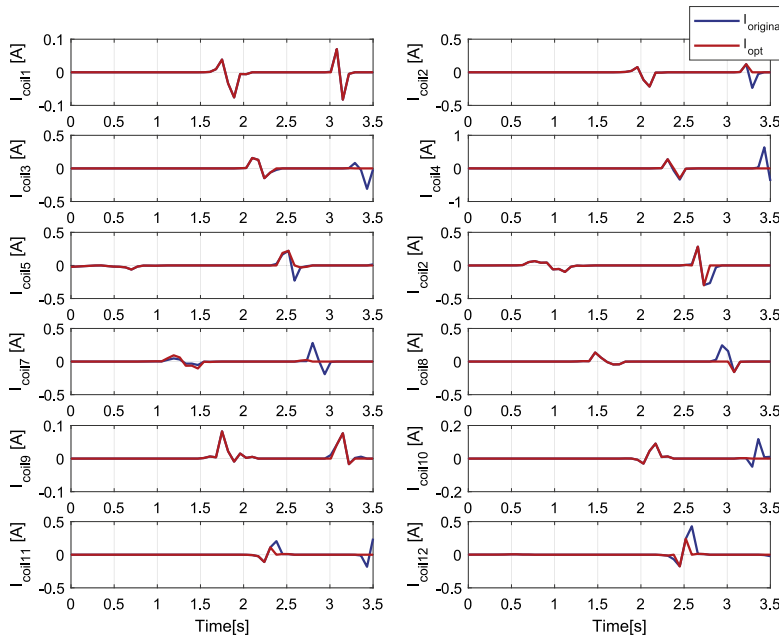 I_original
I_opt
I_coil1 [A]
0.1
0
-0.1
0 0.5 1 1.5 2 2.5 3 3.5
I_coil2 [A]
0.5
0
-0.5
0 0.5 1 1.5 2 2.5 3 3.5
I_coil3 [A]
0.5
0
-0.5
0 0.5 1 1.5 2 2.5 3 3.5
I_coil4 [A]
1
0
-1
0 0.5 1 1.5 2 2.5 3 3.5
I_coil5 [A]
0.5
0
-0.5
0 0.5 1 1.5 2 2.5 3 3.5
I_coil2 [A]
0.5
0
-0.5
0 0.5 1 1.5 2 2.5 3 3.5
I_coil7 [A]
0.5
0
-0.5
0 0.5 1 1.5 2 2.5 3 3.5
I_coil8 [A]
0.5
0
-0.5
0 0.5 1 1.5 2 2.5 3 3.5
I_coil9 [A]
0.1
0
-0.1
0 0.5 1 1.5 2 2.5 3 3.5
I_coil10 [A]
0.2
0
-0.2
0 0.5 1 1.5 2 2.5 3 3.5
I_coil11 [A]
0.5
0
-0.5
0 0.5 1 1.5 2 2.5 3 3.5
Time[s]
I_coil12 [A]
0.5
0
-0.5
0 0.5 1 1.5 2 2.5 3 3.5
Time[s]